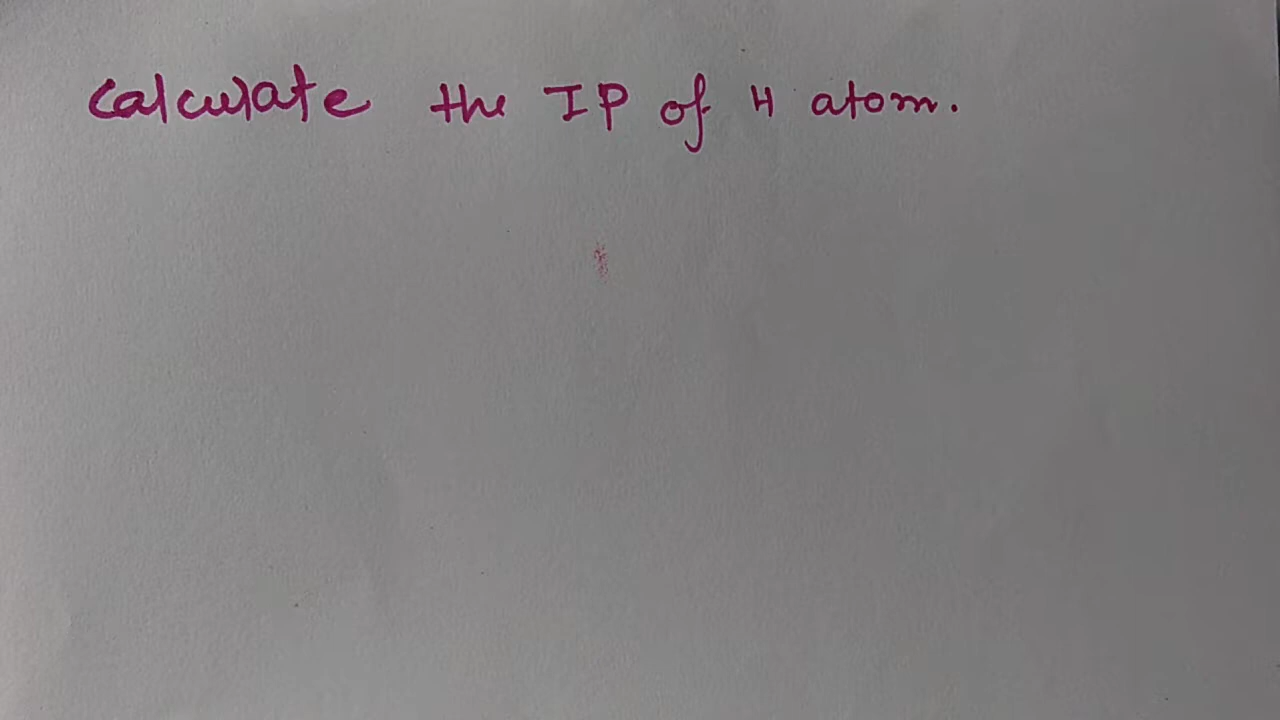 Calculate the IP of H atom.